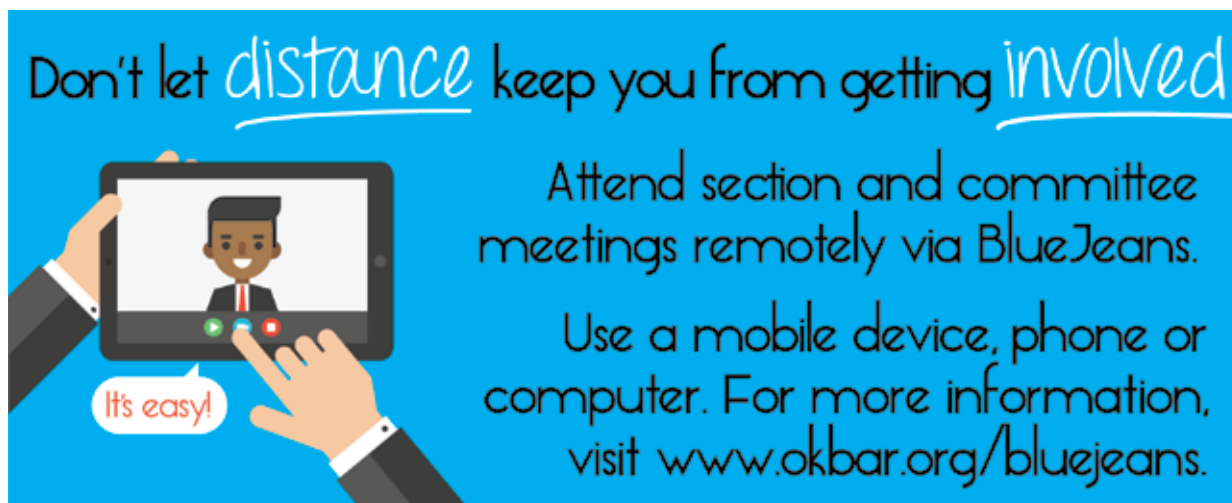 Don't let distance keep you from getting involved
Attend section and committee
meetings remotely via BlueJeans.
Use a mobile device, phone or
computer. For more information,
visit www.okbar.org/bluejeans.
It's easy!